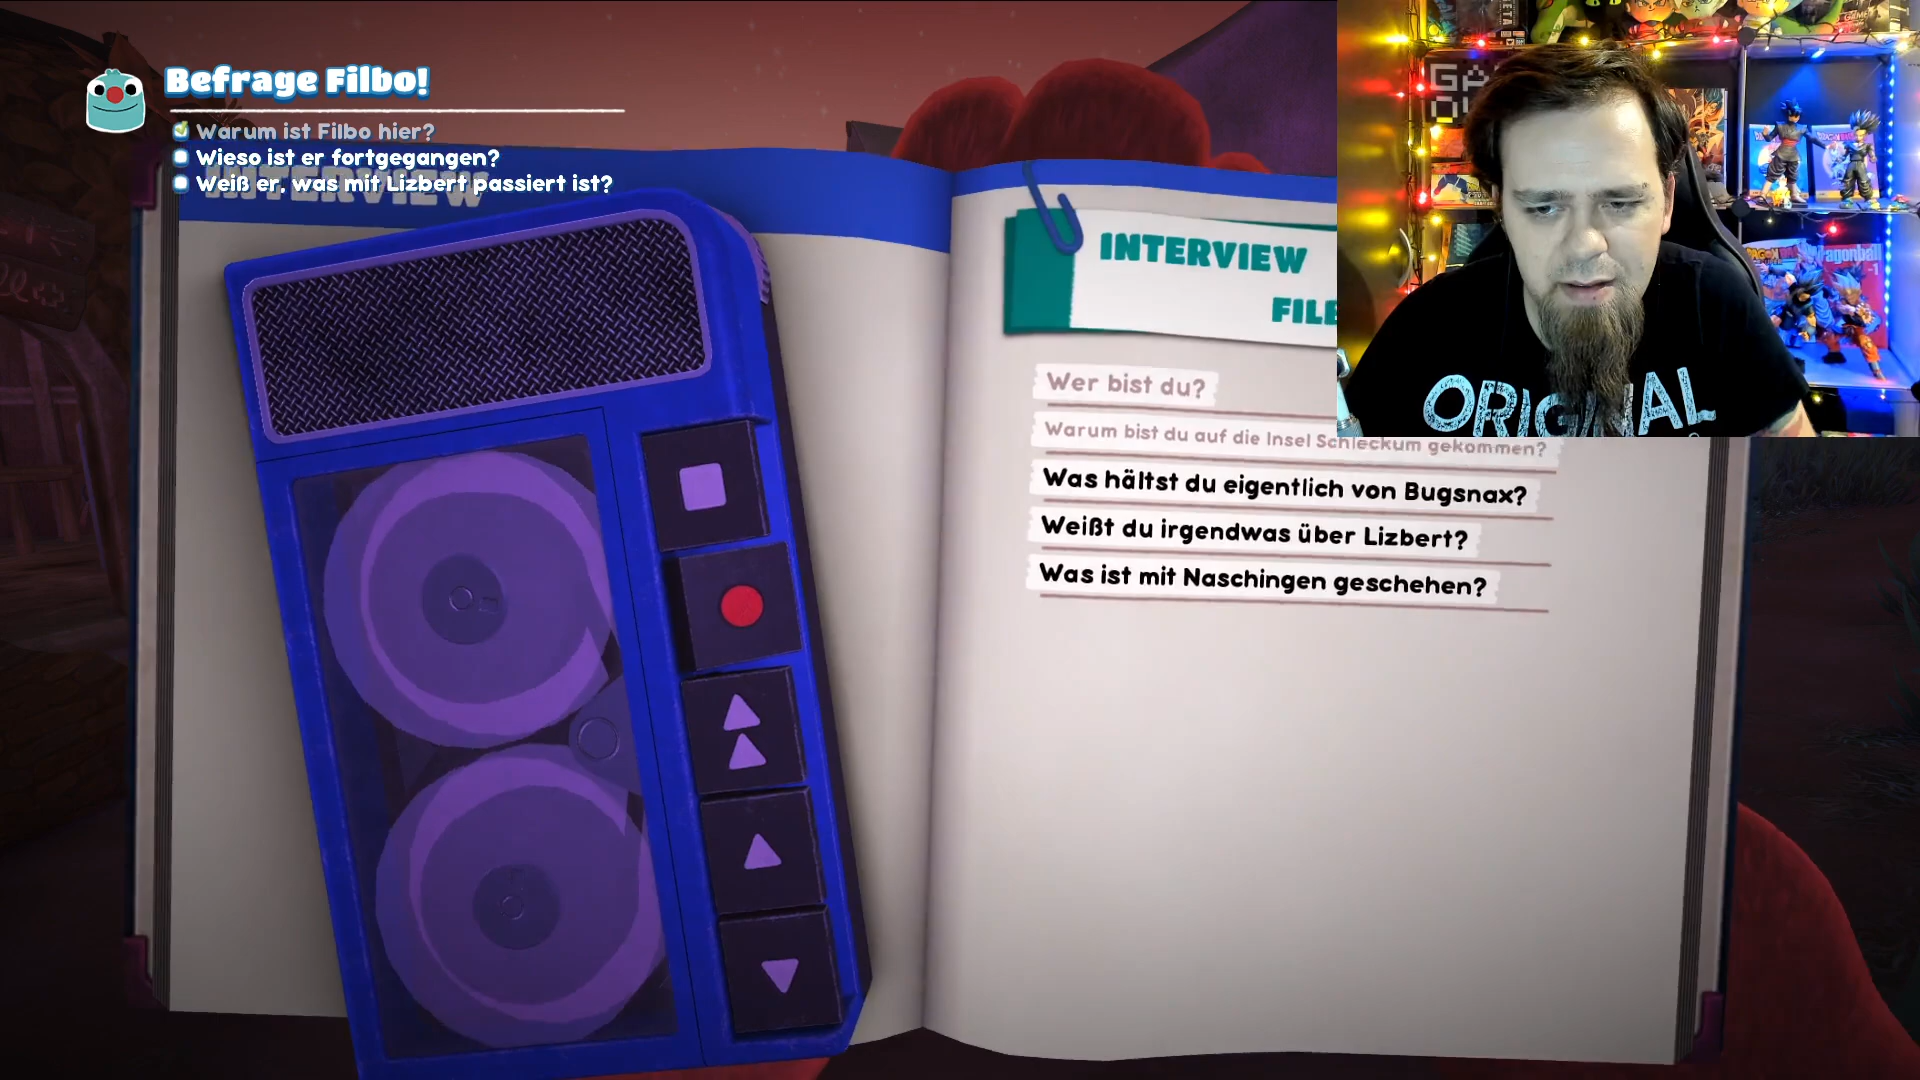 Befrage Filbo!
Warum ist Filbo hier?
Wieso ist er fortgegangen?
Weiß er, was mit Lizbert passiert ist?
INTERVIEW
INTERVIEW
Wer bist du?
Warum bist du auf die Insel Schleckum gekommen?
Was hältst du eigentlich von Bugsnax?
Weißt du irgendwas über Lizbert?
Was ist mit Naschingen geschehen?
ORIGINAL